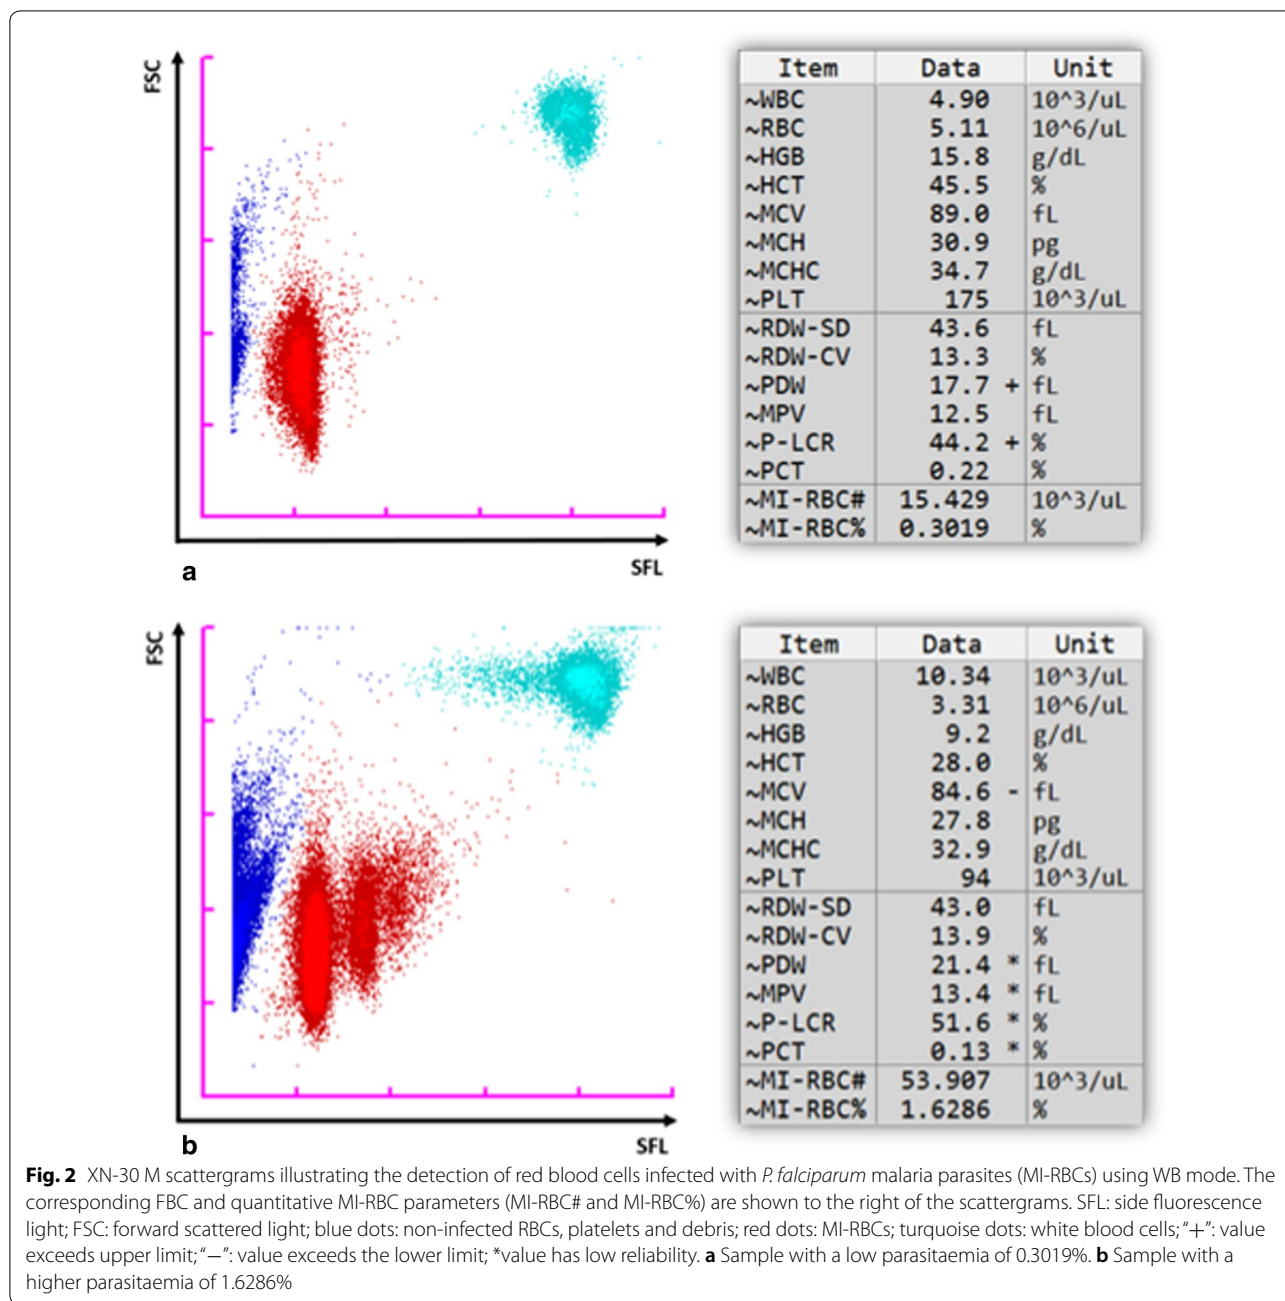 FSC
SFL
a
Item Data Unit
~WBC 4.90 10^3/uL
~RBC 5.11 10^6/uL
~HGB 15.8 g/dL
~HCT 45.5 %
~MCV 89.0 fL
~MCH 30.9 pg
~MCHC 34.7 g/dL
~PLT 175 10^3/uL
~RDW-SD 43.6 fL
~RDW-CV 13.3 %
~PDW 17.7 + fL
~MPV 12.5 fL
~P-LCR 44.2 + %
~PCT 0.22 %
~MI-RBC# 15.429 10^3/uL
~MI-RBC% 0.3019 %
FSC
SFL
b
Item Data Unit
~WBC 10.34 10^3/uL
~RBC 3.31 10^6/uL
~HGB 9.2 g/dL
~HCT 28.0 %
~MCV 84.6 - fL
~MCH 27.8 pg
~MCHC 32.9 g/dL
~PLT 94 10^3/uL
~RDW-SD 43.0 fL
~RDW-CV 13.9 %
~PDW 21.4 * fL
~MPV 13.4 * fL
~P-LCR 51.6 * %
~PCT 0.13 * %
~MI-RBC# 53.907 10^3/uL
~MI-RBC% 1.6286 %
Fig. 2 XN-30 M scattergrams illustrating the detection of red blood cells infected with P. falciparum malaria parasites (MI-RBCs) using WB mode. The
corresponding FBC and quantitative MI-RBC parameters (MI-RBC# and MI-RBC%) are shown to the right of the scattergrams. SFL: side fluorescence
light; FSC: forward scattered light; blue dots: non-infected RBCs, platelets and debris; red dots: MI-RBCs; turquoise dots: white blood cells; “+”: value
exceeds upper limit; “−”: value exceeds the lower limit; *value has low reliability. a Sample with a low parasitaemia of 0.3019%. b Sample with a
higher parasitaemia of 1.6286%